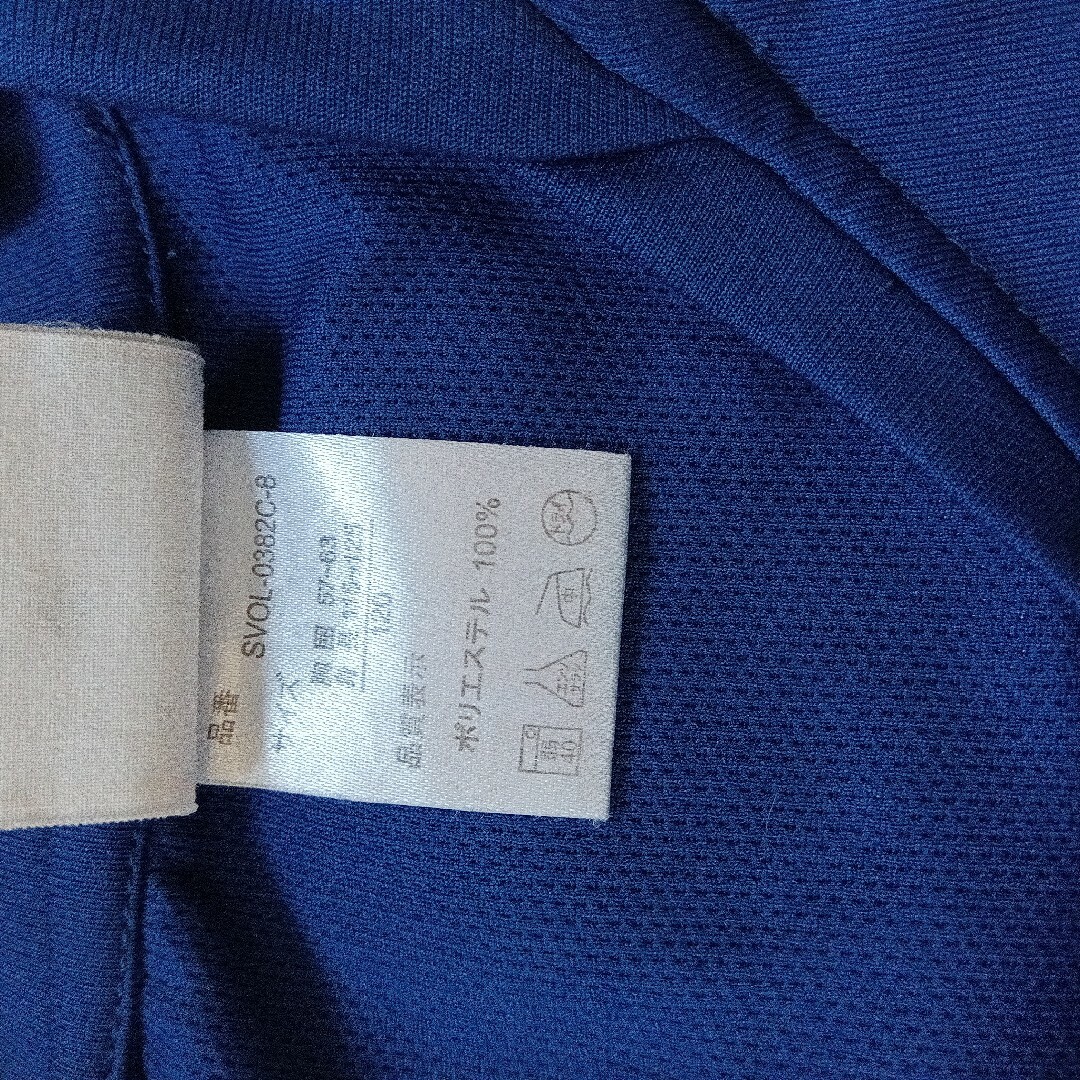 品番 SVOL-0382C-8
サイズ
胸囲 57~63
身長 115~125
120
品質表示
ポリエステル 100%
40